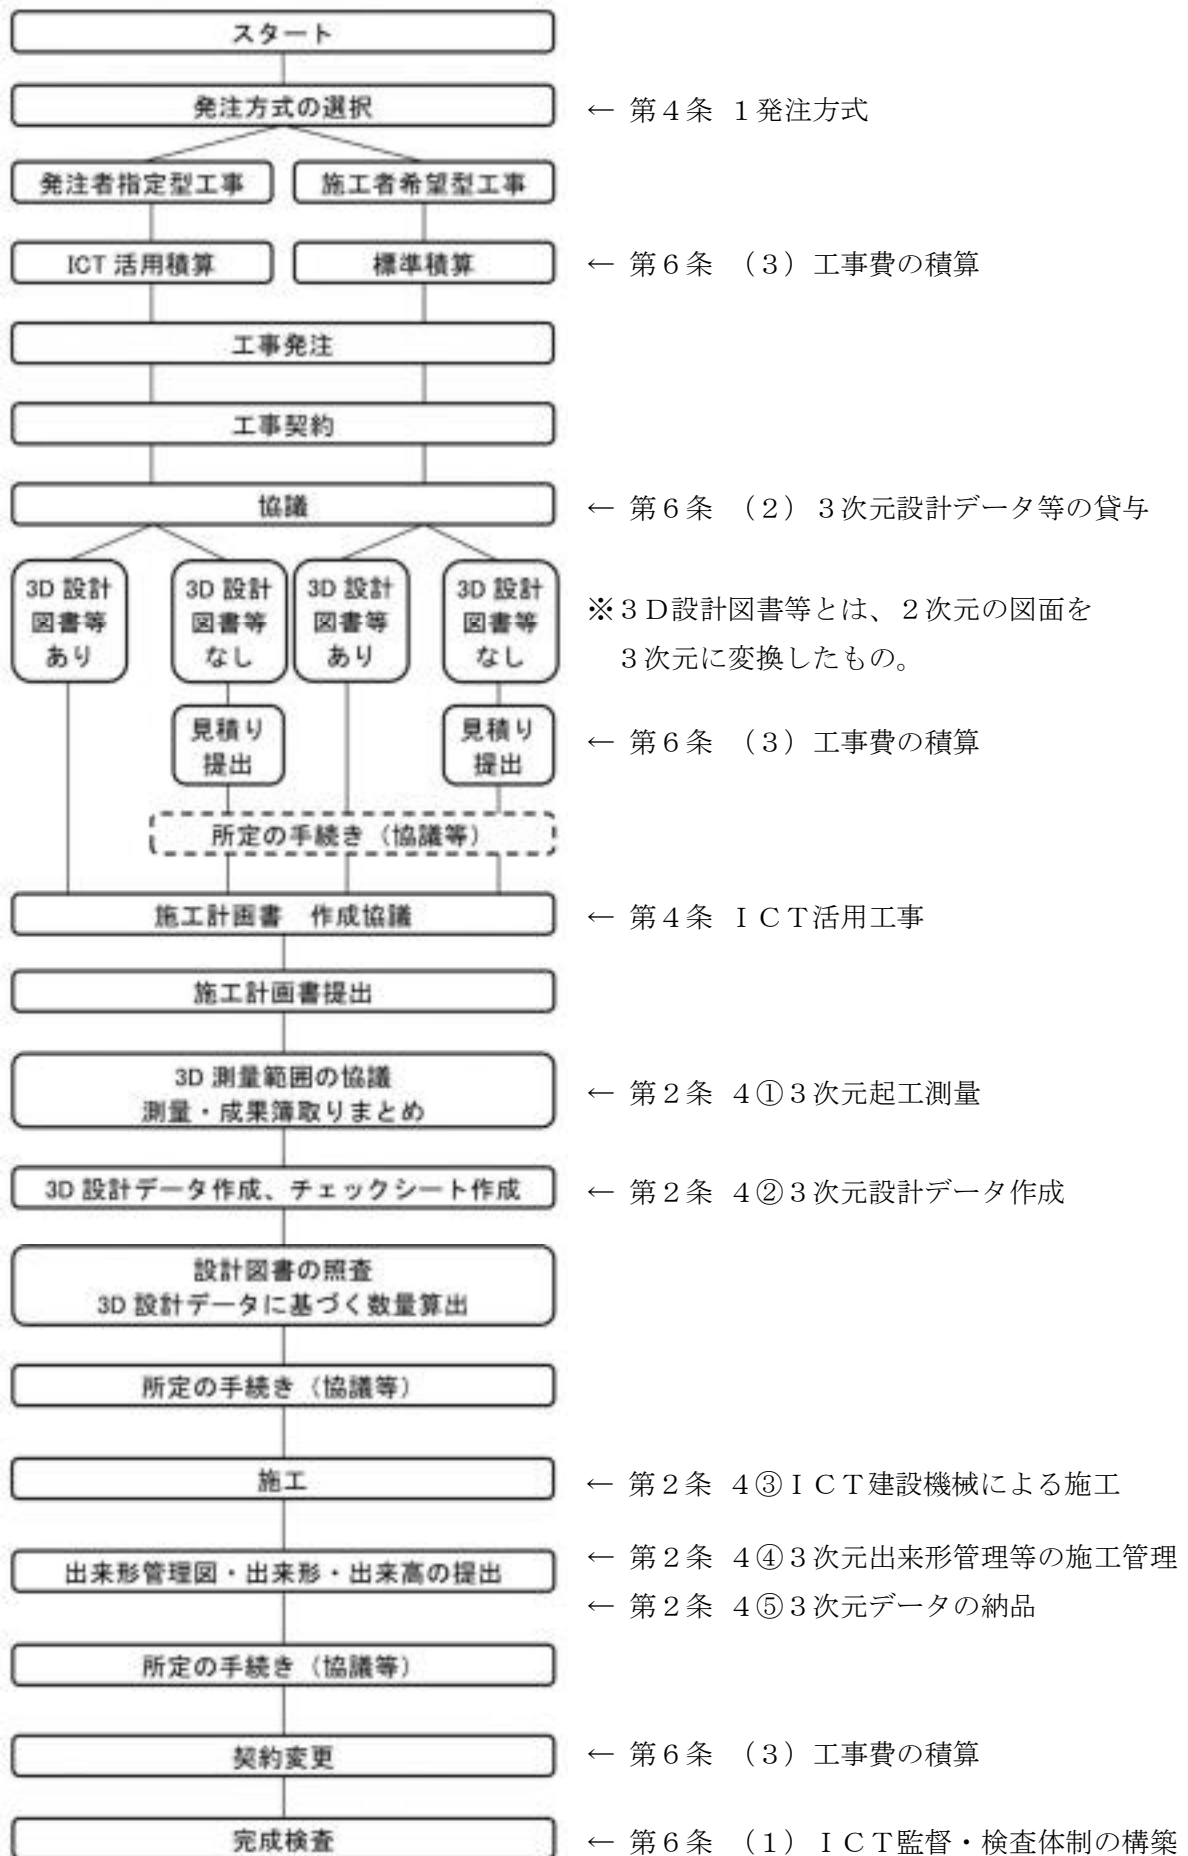 スタート
発注方式の選択
← 第４条 １発注方式
発注者指定型工事
施工者希望型工事
ICT 活用積算
標準積算
← 第６条 （３）工事費の積算
工事発注
工事契約
協議
← 第６条 （２）３次元設計データ等の貸与
3D 設計
図書等
あり
3D 設計
図書等
なし
3D 設計
図書等
あり
3D 設計
図書等
なし
※３Ｄ設計図書等とは、２次元の図面を
３次元に変換したもの。
見積り
提出
見積り
提出
← 第６条 （３）工事費の積算
所定の手続き（協議等）
施工計画書 作成協議
← 第４条 ＩＣＴ活用工事
施工計画書提出
3D 測量範囲の協議
測量・成果簿取りまとめ
← 第２条 ４①３次元起工測量
3D 設計データ作成、チェックシート作成
← 第２条 ４②３次元設計データ作成
設計図書の照査
3D 設計データに基づく数量算出
所定の手続き（協議等）
施工
← 第２条 ４③ＩＣＴ建設機械による施工
出来形管理図・出来形・出来高の提出
← 第２条 ４④３次元出来形管理等の施工管理
← 第２条 ４⑤３次元データの納品
所定の手続き（協議等）
契約変更
← 第６条 （３）工事費の積算
完成検査
← 第６条 （１）ＩＣＴ監督・検査体制の構築